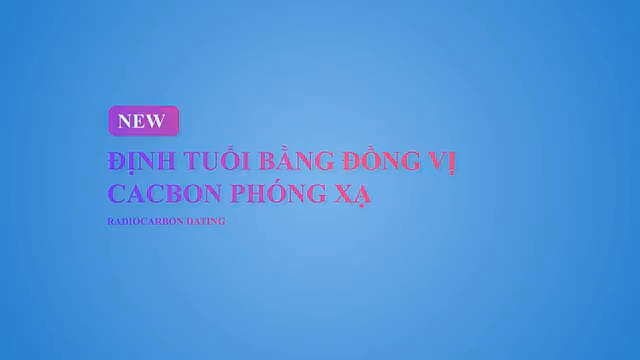 NEW
ĐỊNH TUỔI BẰNG ĐỒNG VỊ
CACBON PHÓNG XẠ
RADIOCARBON DATING